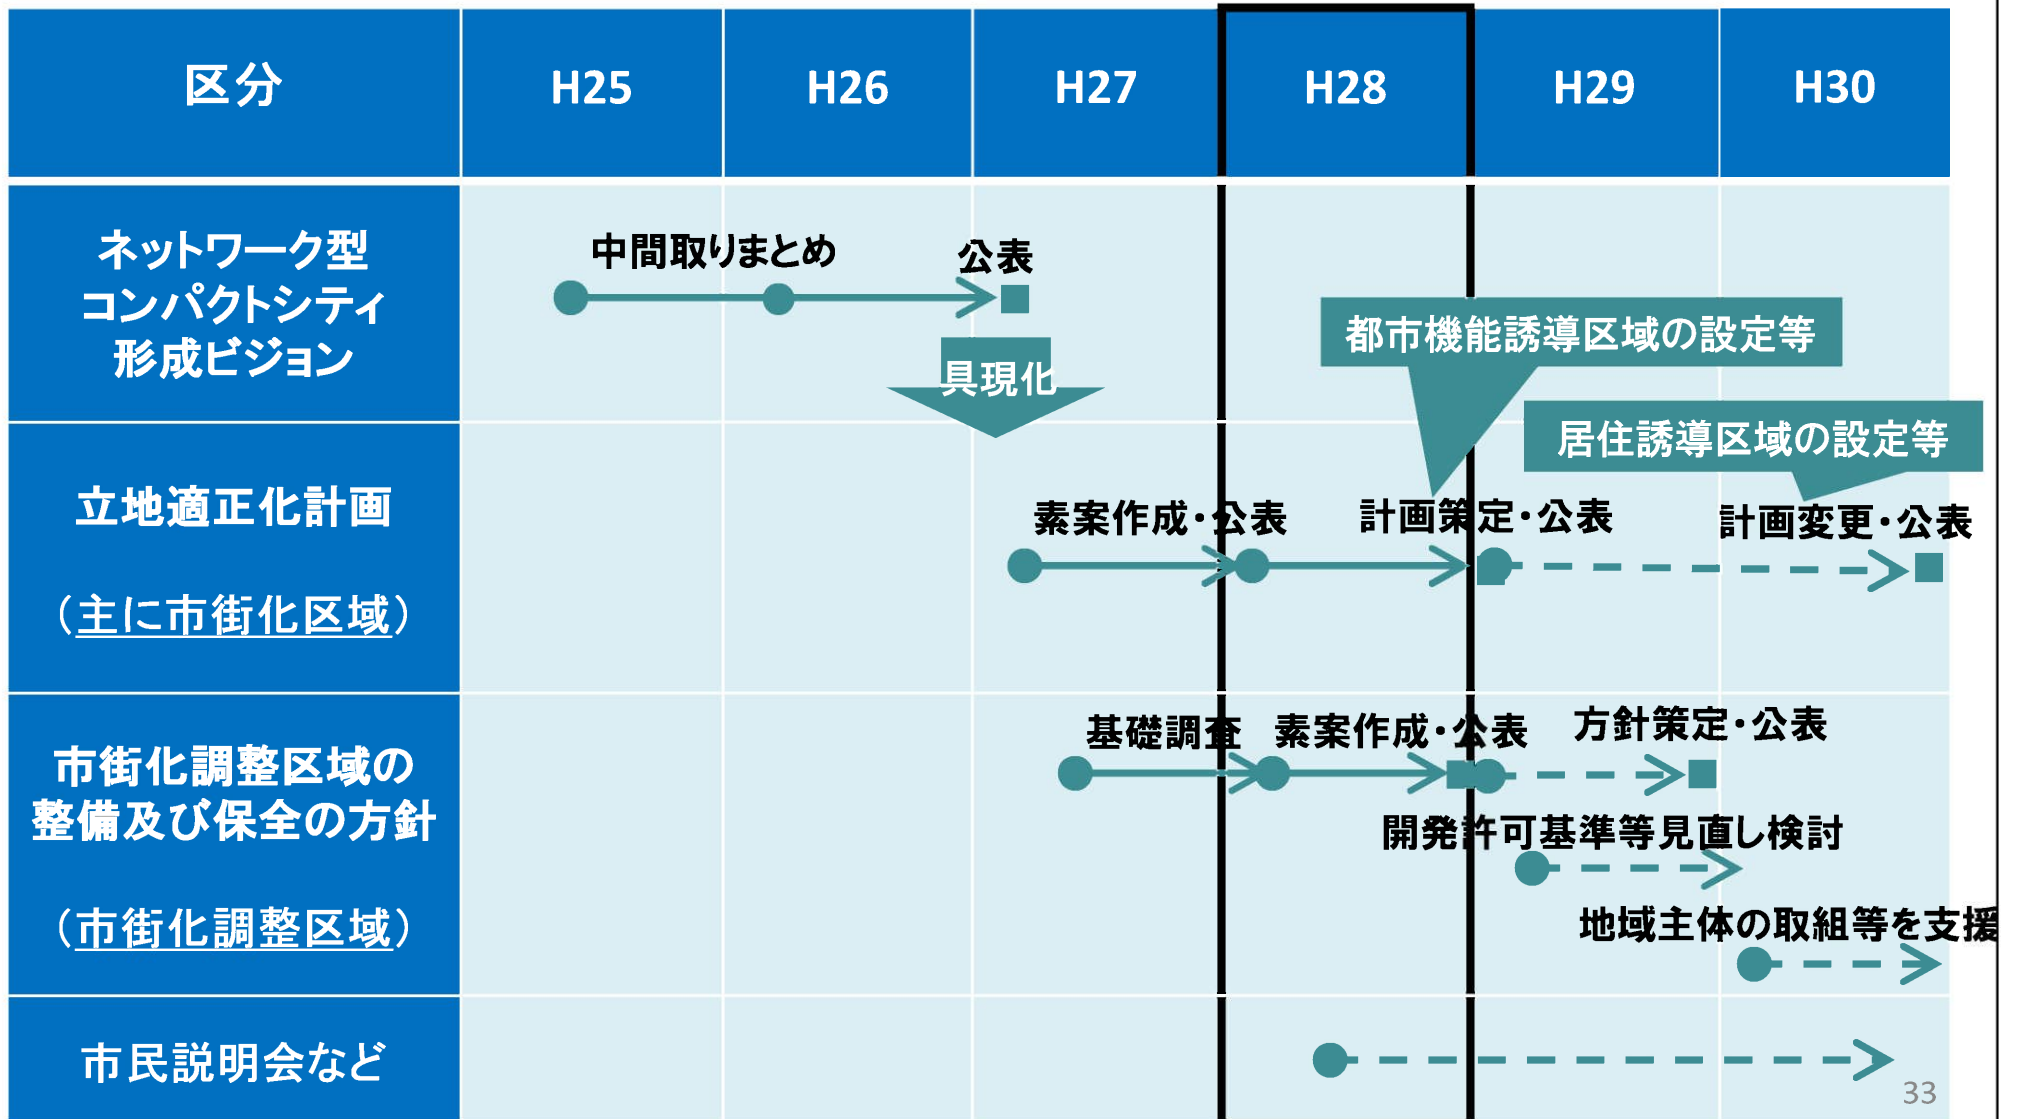 区分
H25
H26
H27
H28
H29
H30
ネットワーク型
コンパクトシティ
形成ビジョン
中間取りまとめ
公表
具現化
都市機能誘導区域の設定等
居住誘導区域の設定等
立地適正化計画
（主に市街化区域）
素案作成・公表
計画策定・公表
計画変更・公表
市街化調整区域の
整備及び保全の方針
（市街化調整区域）
基礎調査
素案作成・公表
方針策定・公表
開発許可基準等見直し検討
地域主体の取組等を支援
市民説明会など
33